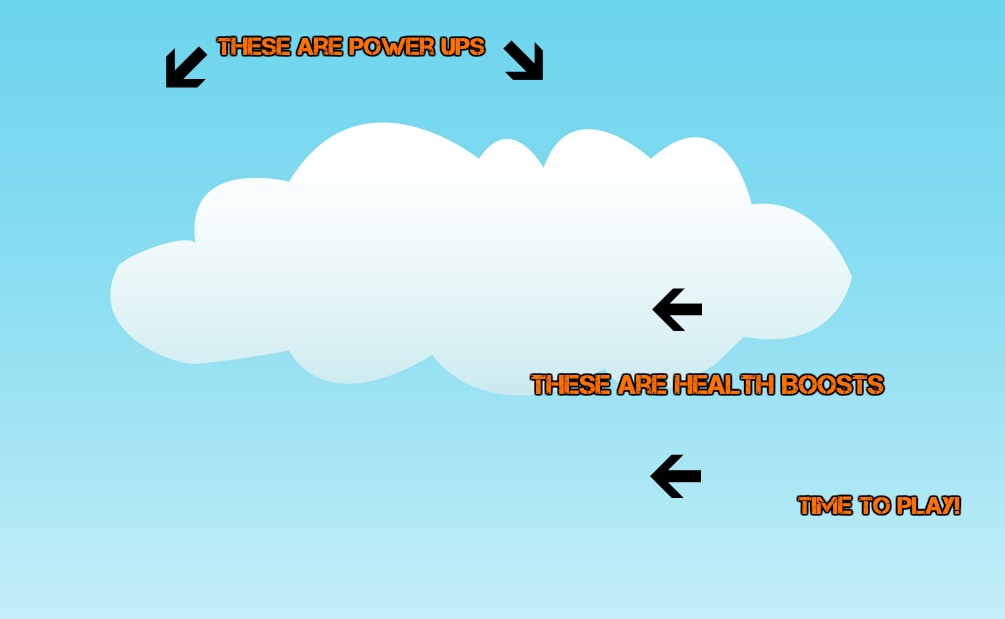 THESE ARE POWER UPS
THESE ARE HEALTH BOOSTS
TIME TO PLAY!